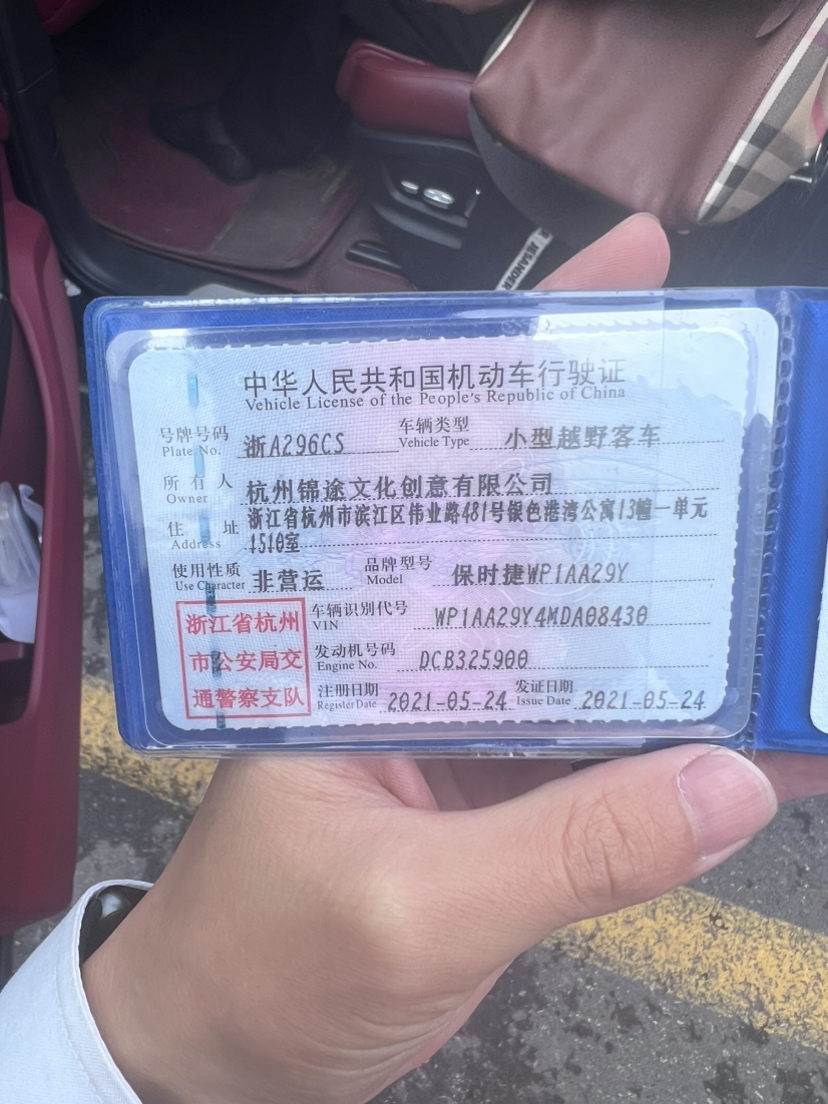 中华人民共和国机动车行驶证
Vehicle License of the People's Republic of China
号牌号码 浙A296CS 车辆类型 小型越野客车
Plate No. Vehicle Type
所有人 杭州锦途文化创意有限公司
Owner
住址 浙江省杭州市滨江区伟业路481号银色港湾公寓13幢一单元
Address 1510室
使用性质 非营运 品牌型号 保时捷WP1AA29Y
Use Character Model
浙江省杭州 车辆识别代号 WP1AA29Y4MDA08430
VIN
市公安局交 发动机号码 DCB325900
Engine No.
通警察支队 注册日期 2021-05-24 发证日期 2021-05-24
Register Date Issue Date